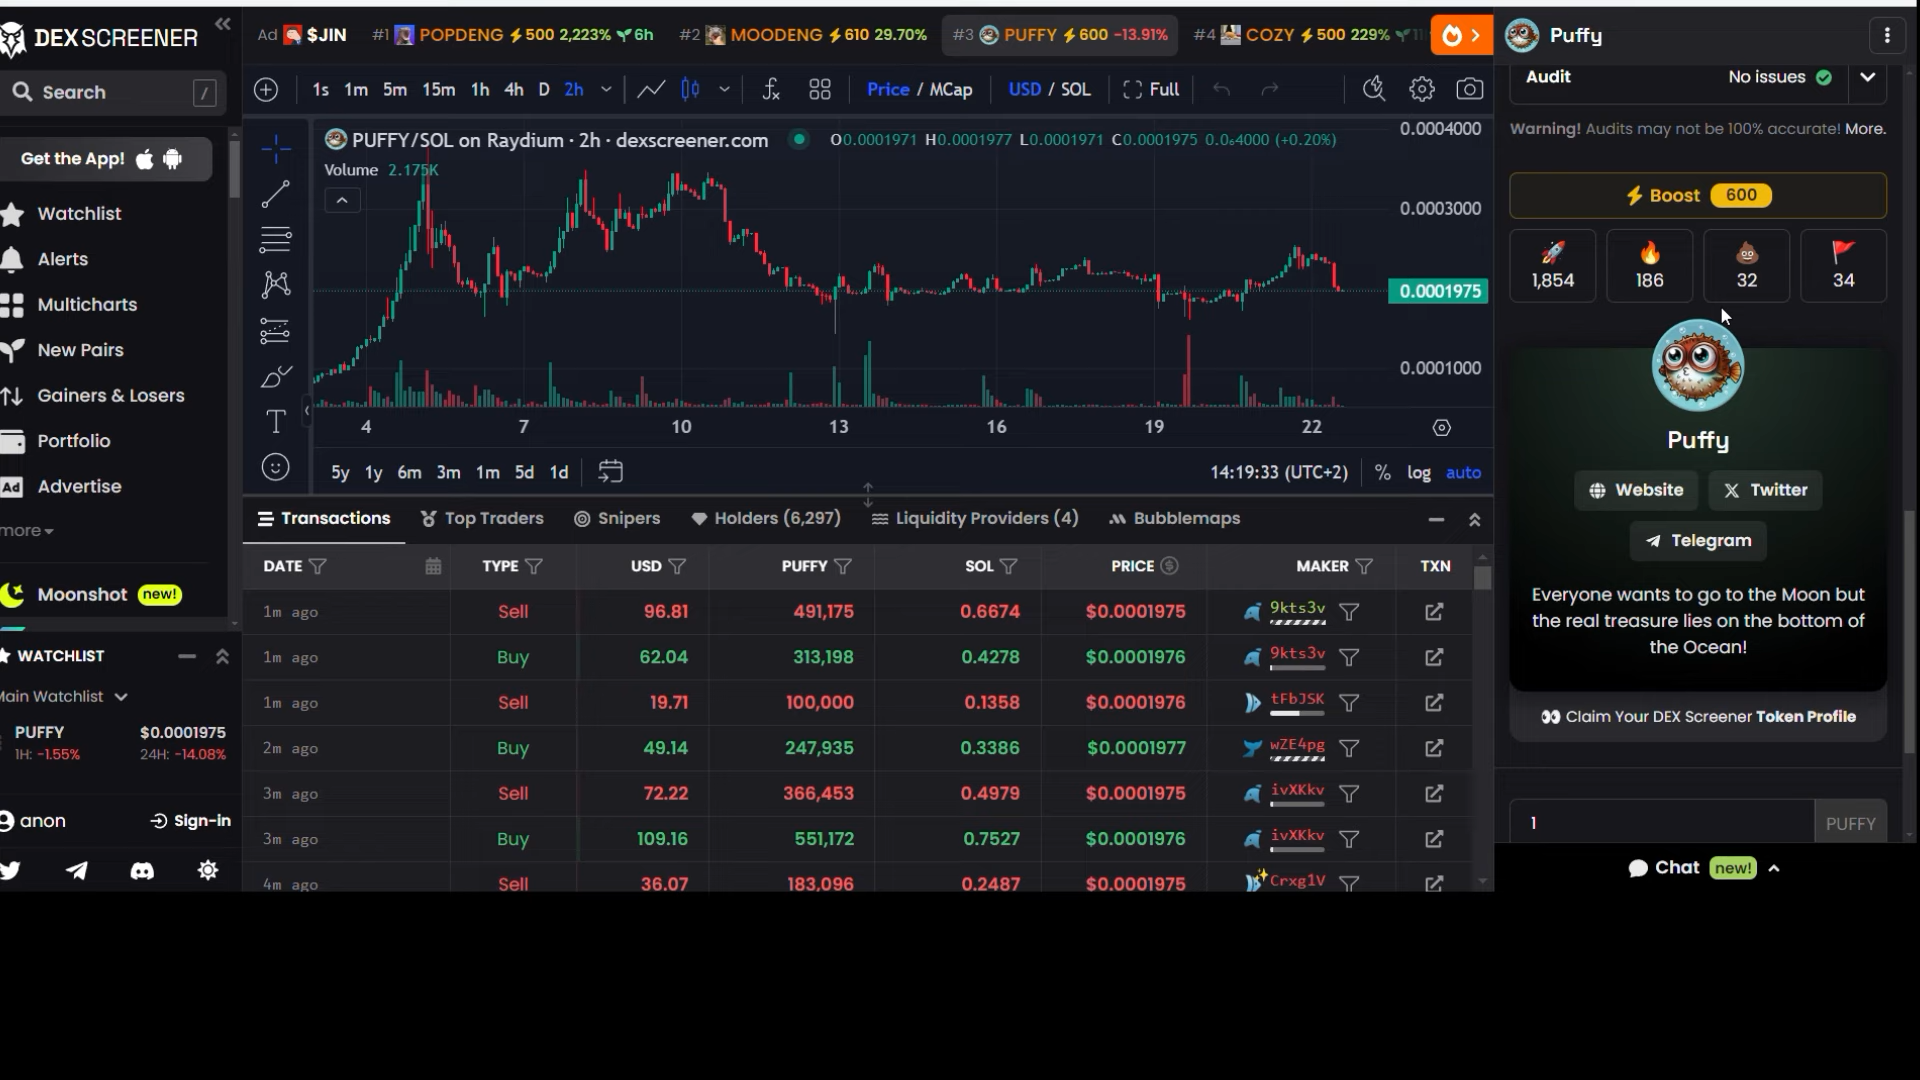 DEX SCREENER
Search /
Get the App!
Watchlist
Alerts
Multicharts
New Pairs
Gainers & Losers
Portfolio
Ad Advertise
more
Moonshot new!
WATCHLIST
Main Watchlist
PUFFY $0.0001975
1H: -1.55% 24H: -14.08%
anon Sign-in
Ad $JIN #1 POPDENG 500 2,223% 6h #2 MOODENG 610 29.70% #3 PUFFY 600 -13.91% #4 COZY 500 229%
1s 1m 5m 15m 1h 4h D 2h Price / MCap USD / SOL Full
PUFFY/SOL on Raydium · 2h · dexscreener.com O0.0001971 H0.0001977 L0.0001971 C0.0001975 0.0₆4000 (+0.20%)
Volume 2.175K
0.0004000
0.0003000
0.0001975
0.0001000
4 7 10 13 16 19 22
5y 1y 6m 3m 1m 5d 1d 14:19:33 (UTC+2) % log auto
Transactions Top Traders Snipers Holders (6,297) Liquidity Providers (4) Bubblemaps
DATE TYPE USD PUFFY SOL PRICE MAKER TXN
1m ago Sell 96.81 491,175 0.6674 $0.0001975 9kts3v
1m ago Buy 62.04 313,198 0.4278 $0.0001976 9kts3v
1m ago Sell 19.71 100,000 0.1358 $0.0001976 tFbJSK
2m ago Buy 49.14 247,935 0.3386 $0.0001977 wZE4pg
3m ago Sell 72.22 366,453 0.4979 $0.0001975 ivXKkv
3m ago Buy 109.16 551,172 0.7527 $0.0001976 ivXKkv
4m ago Sell 36.07 183,096 0.2487 $0.0001975 Crxg1V
Puffy
Audit No issues
Warning! Audits may not be 100% accurate! More.
Boost 600
1,854 186 32 34
Puffy
Website Twitter
Telegram
Everyone wants to go to the Moon but
the real treasure lies on the bottom of
the Ocean!
Claim Your DEX Screener Token Profile
1 PUFFY
Chat new!